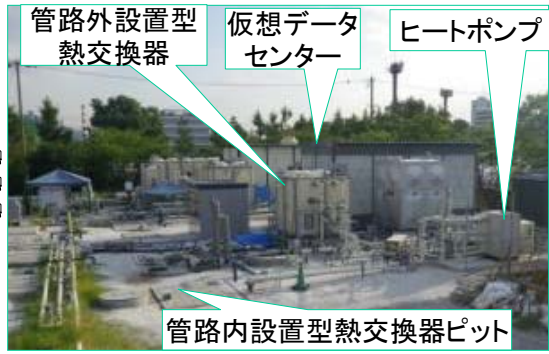 管路外設置型
熱交換器
仮想データ
センター
ヒートポンプ
管路内設置型熱交換器ピット